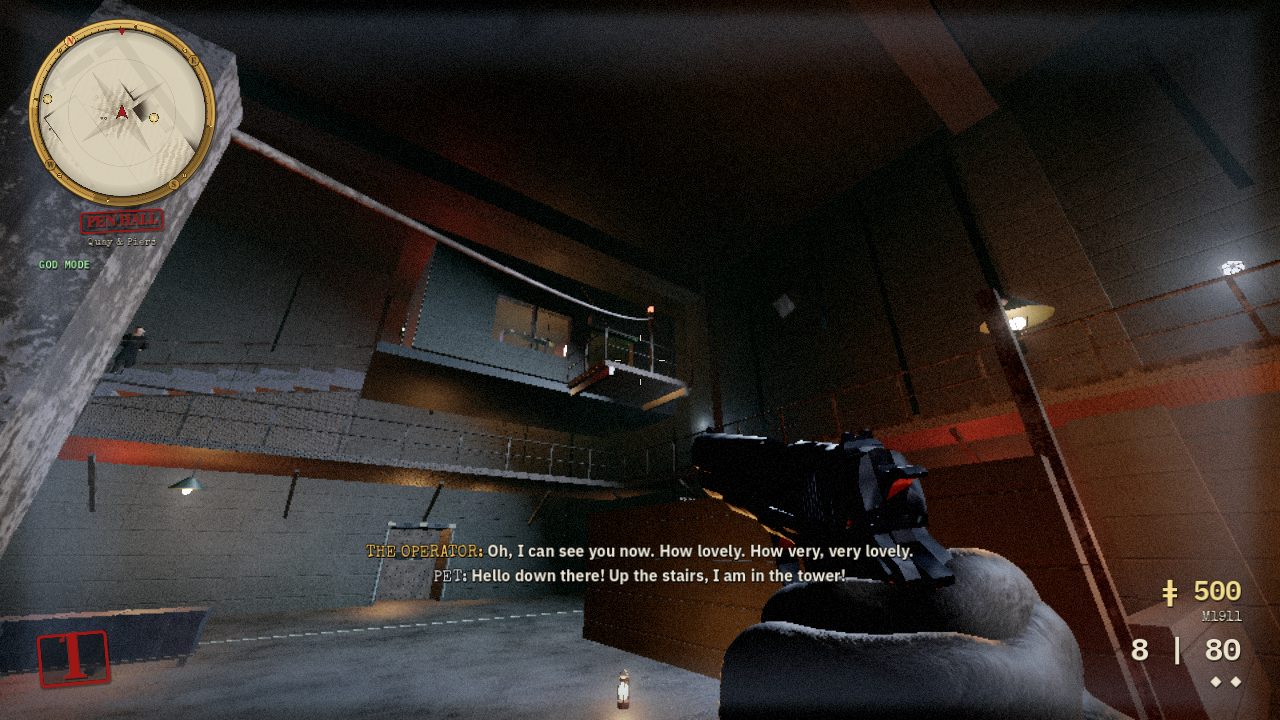 PEN HALL
Quay & Piers
GOD MODE
THE OPERATOR: Oh, I can see you now. How lovely. How very, very lovely.
PET: Hello down there! Up the stairs, I am in the tower!
500
M1911
8 | 80
I